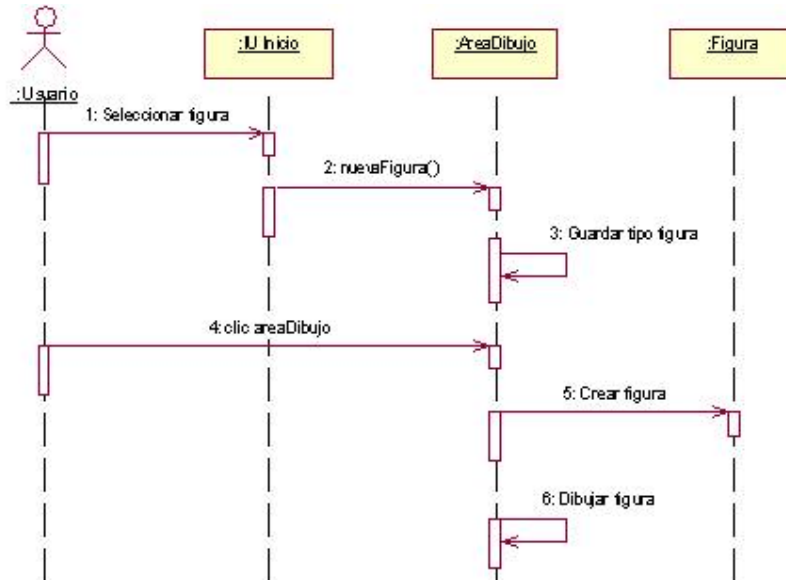 :IU Inicio
:AreaDibujo
:Figura
:Usuario
1: Seleccionar figura
2: nuevaFigura()
3: Guardar tipo figura
4: clic areaDibujo
5: Crear figura
6: Dibujar figura